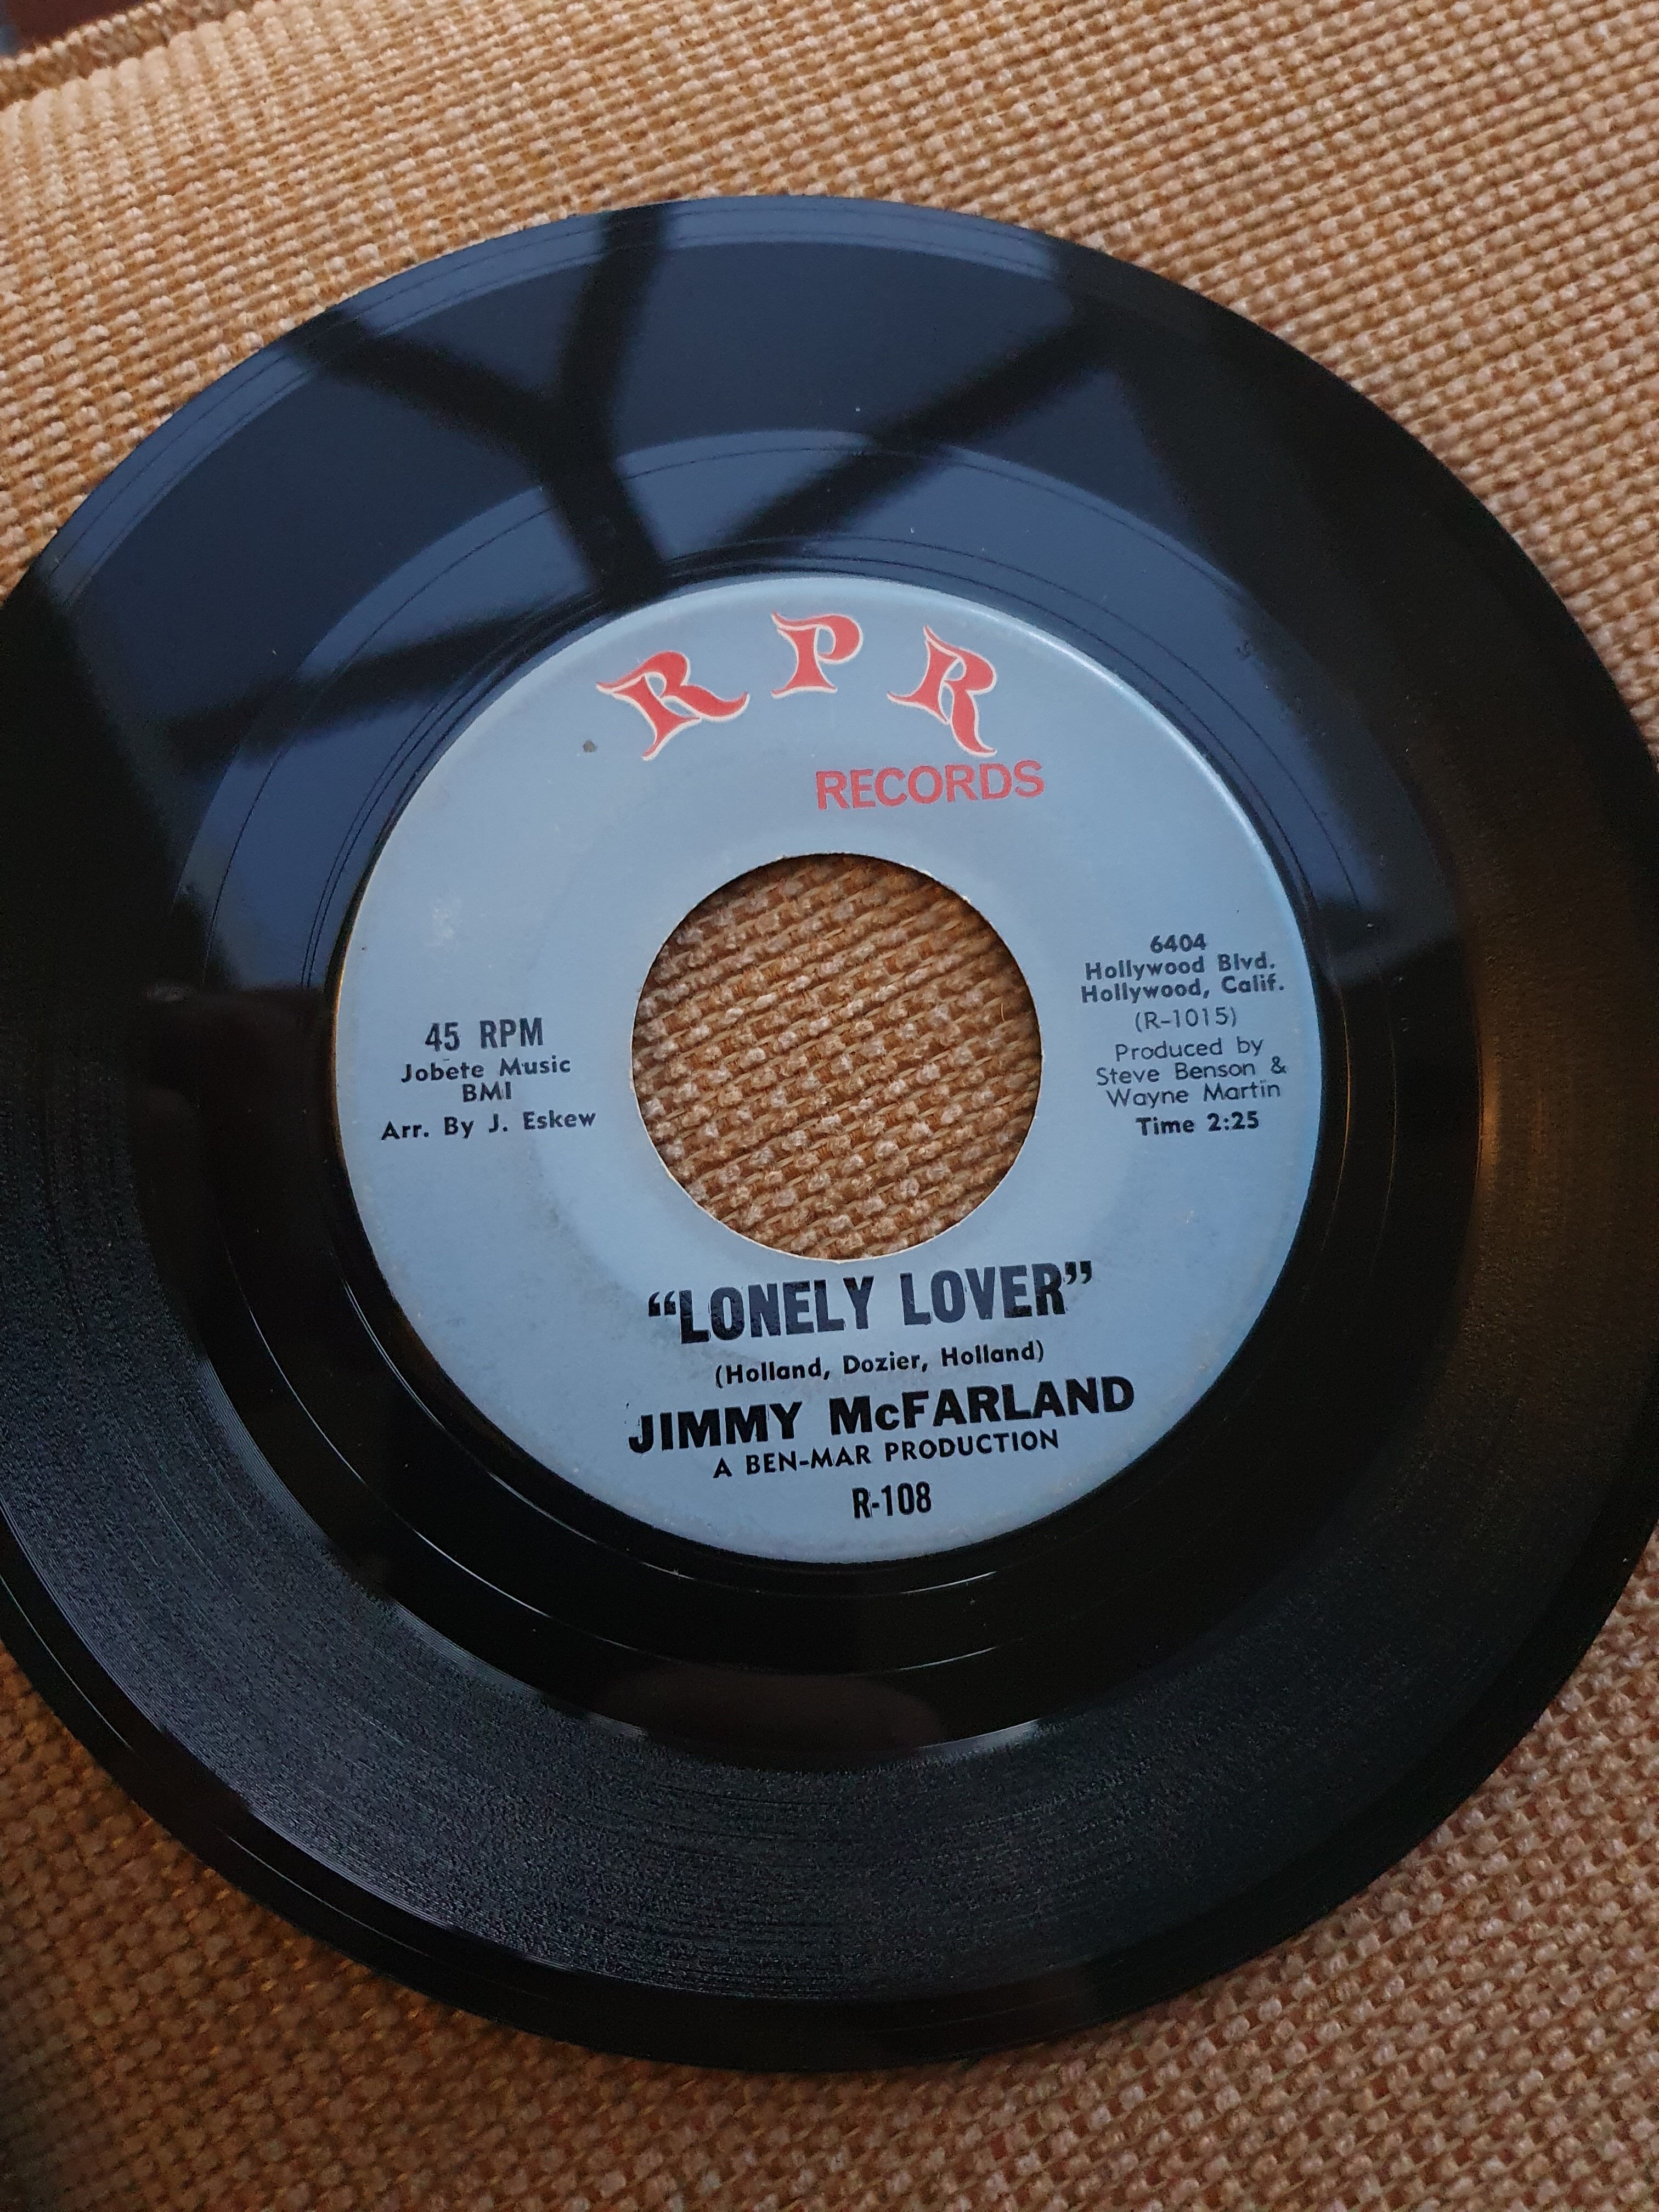 R P R
RECORDS
45 RPM
Jobete Music
BMI
Arr. By J. Eskew
6404
Hollywood Blvd.
Hollywood, Calif.
(R-1015)
Produced by
Steve Benson &
Wayne Martin
Time 2:25
“LONELY LOVER”
(Holland, Dozier, Holland)
JIMMY McFARLAND
A BEN-MAR PRODUCTION
R-108